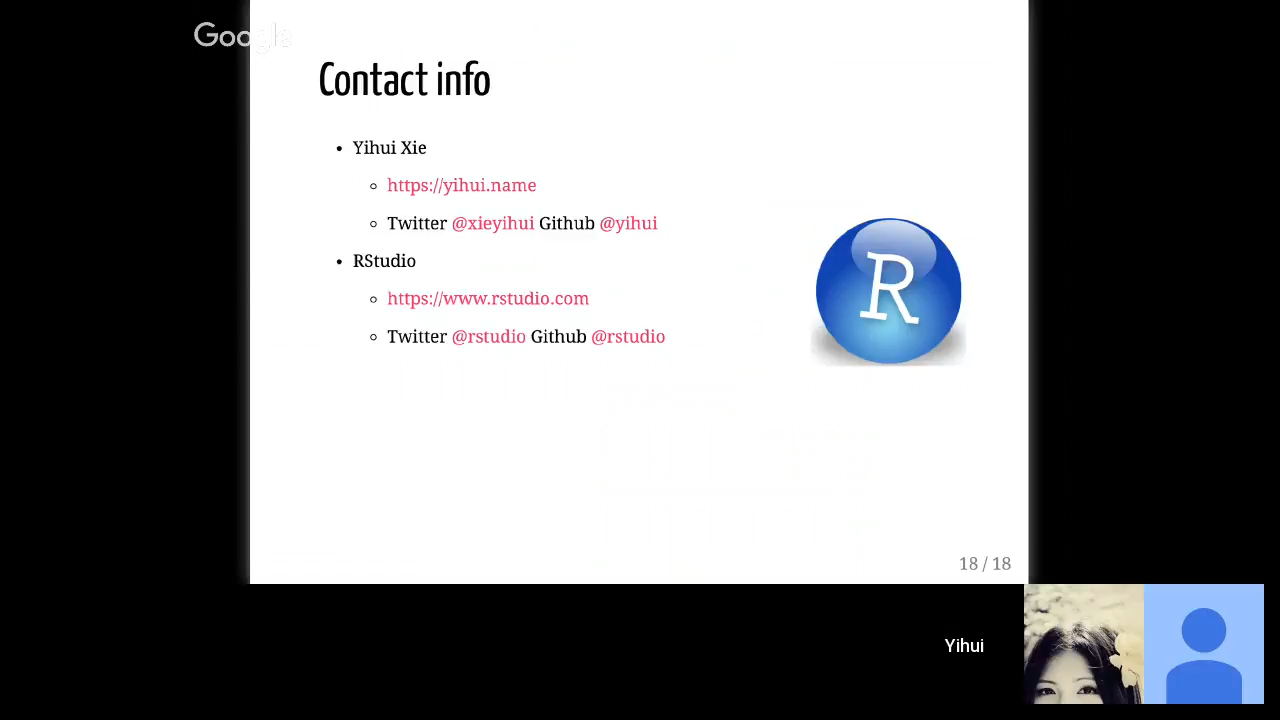 Google
Contact info
Yihui Xie
https://yihui.name
Twitter @xieyihui Github @yihui
RStudio
https://www.rstudio.com
Twitter @rstudio Github @rstudio
R
18 / 18
Yihui